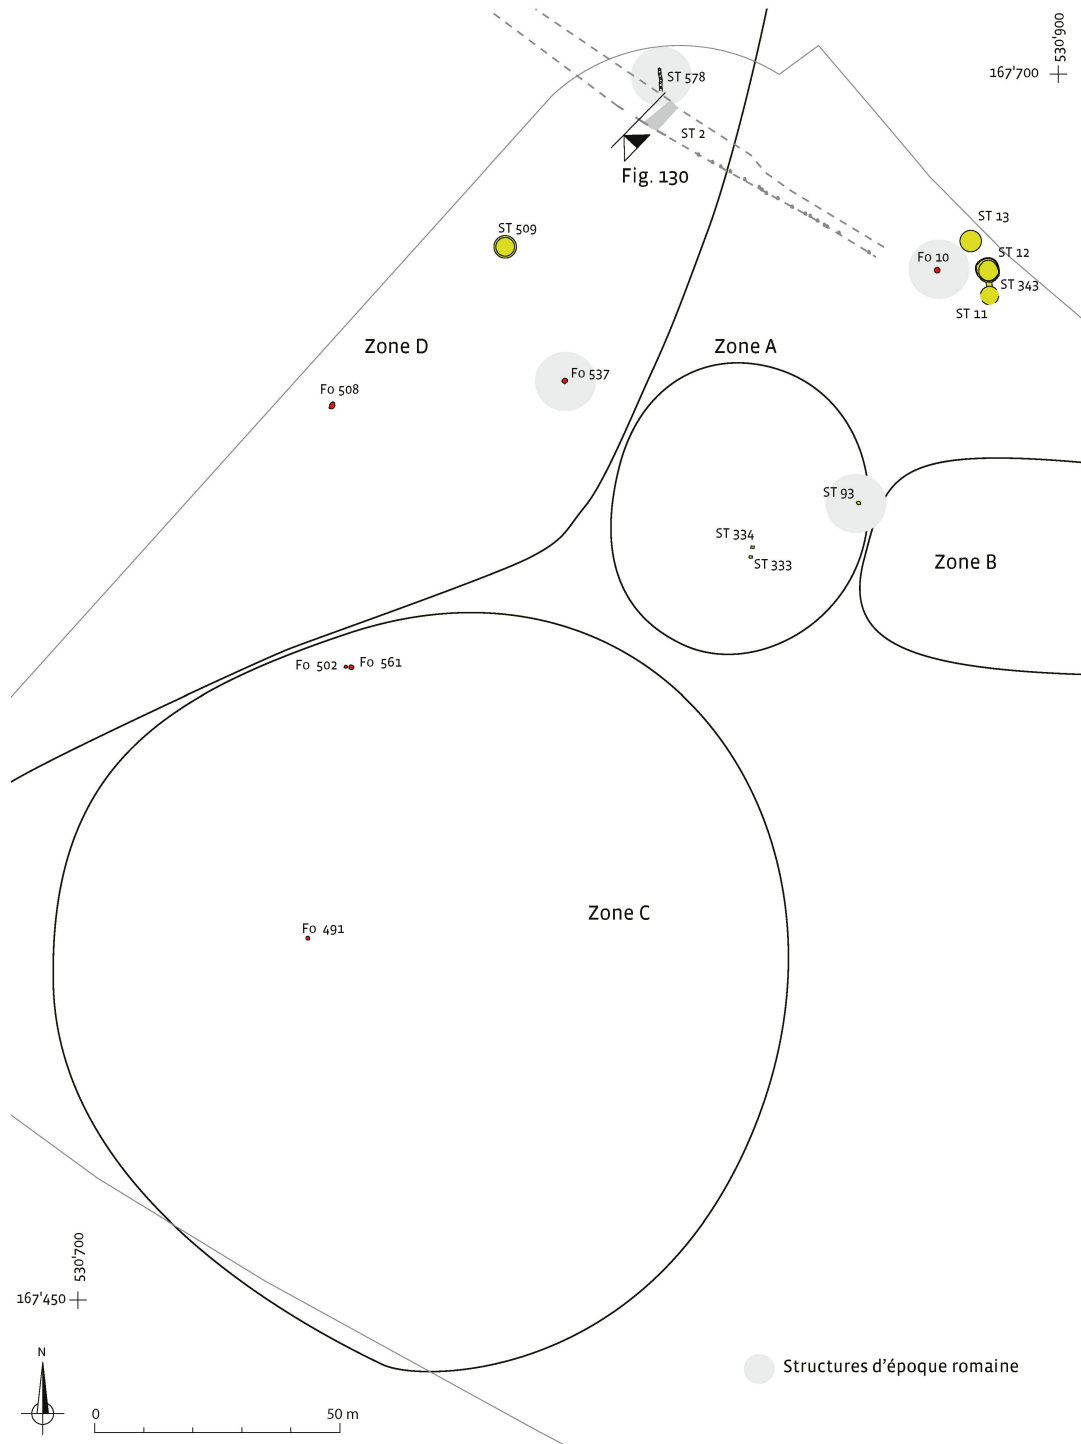 530'900
167'700
ST 578
ST 2
Fig. 130
ST 13
ST 509
ST 12
Fo 10
ST 343
ST 11
Zone D
Zone A
Fo 537
Fo 508
ST 93
ST 334
ST 333
Zone B
Fo 502
Fo 561
Zone C
Fo 491
530'700
167'450
N
Structures d'époque romaine
0
50 m